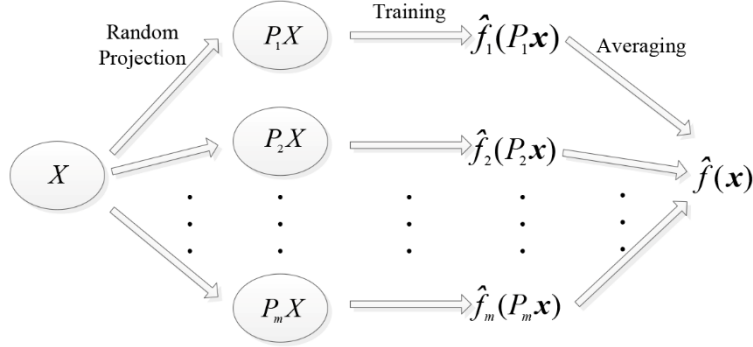 Random
Projection
Training
Averaging
P₁X
f̂₁(P₁x)
X
P₂X
f̂₂(P₂x)
f̂(x)
PₘX
f̂ₘ(Pₘx)